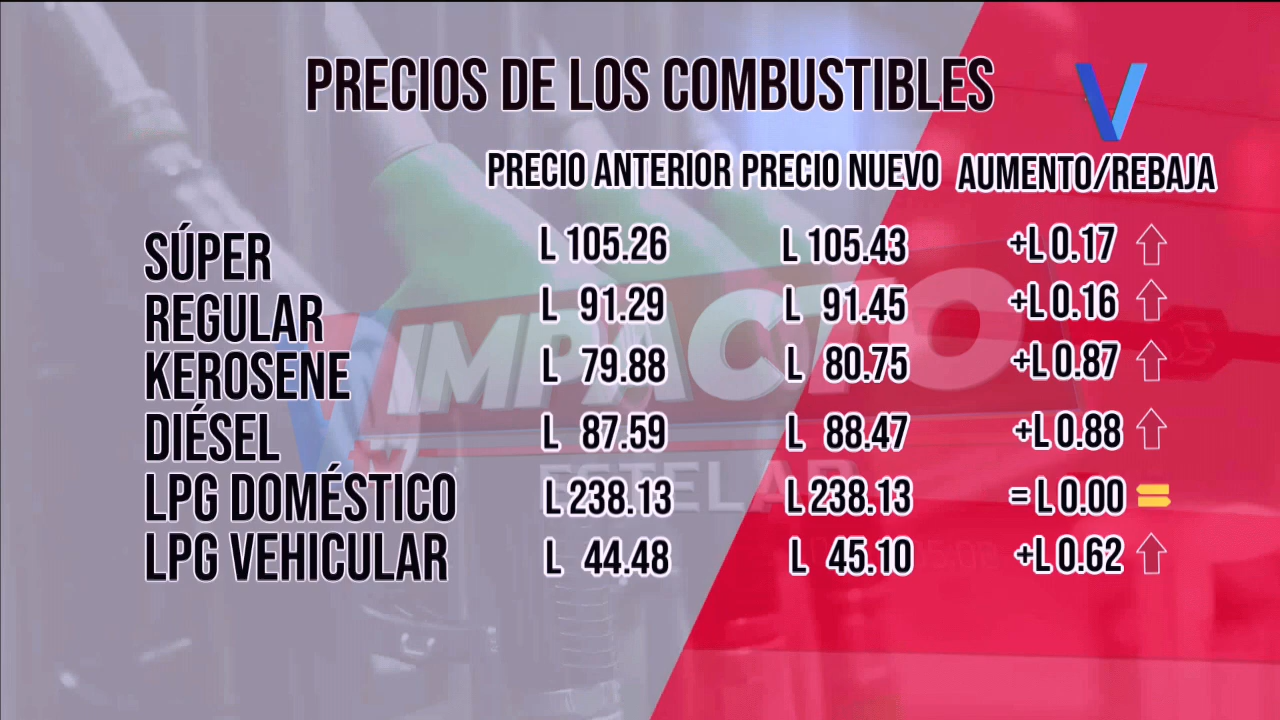 PRECIOS DE LOS COMBUSTIBLES
V
PRECIO ANTERIOR PRECIO NUEVO AUMENTO/REBAJA
SÚPER L 105.26 L 105.43 +L 0.17
REGULAR L 91.29 L 91.45 +L 0.16
KEROSENE L 79.88 L 80.75 +L 0.87
DIÉSEL L 87.59 L 88.47 +L 0.88
LPG DOMÉSTICO L 238.13 L 238.13 = L 0.00
LPG VEHICULAR L 44.48 L 45.10 +L 0.62
IMPACTO
ESTELAR